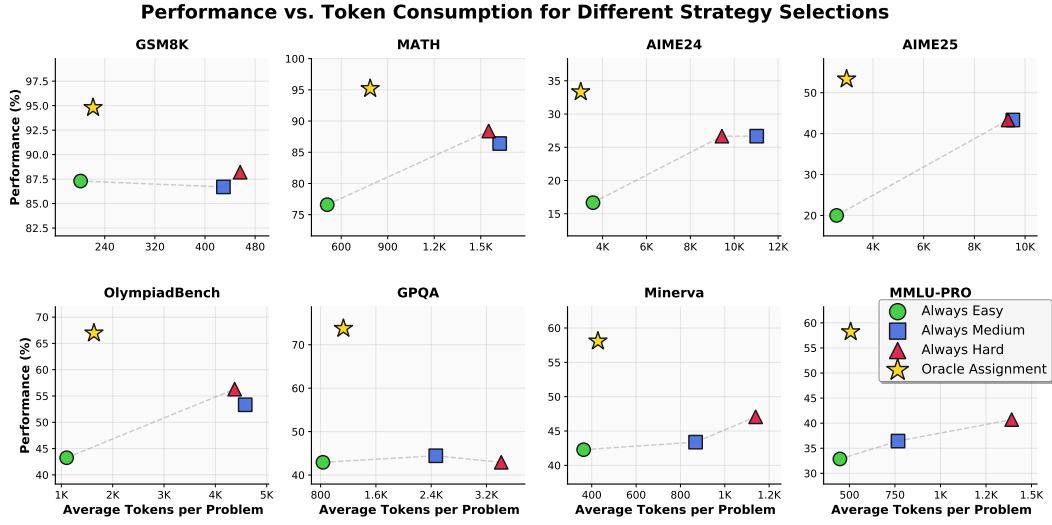 Performance vs. Token Consumption for Different Strategy Selections
GSM8K
MATH
AIME24
AIME25
Performance (%)
97.5
95.0
92.5
90.0
87.5
85.0
82.5
240 320 400 480
100
95
90
85
80
75
600 900 1.2K 1.5K
35
30
25
20
15
4K 6K 8K 10K 12K
50
40
30
20
4K 6K 8K 10K
OlympiadBench
GPQA
Minerva
MMLU-PRO
Performance (%)
70
65
60
55
50
45
40
1K 2K 3K 4K 5K
Average Tokens per Problem
70
60
50
40
800 1.6K 2.4K 3.2K
Average Tokens per Problem
60
55
50
45
40
400 600 800 1K 1.2K
Average Tokens per Problem
60
55
50
45
40
35
30
500 750 1K 1.2K 1.5K
Average Tokens per Problem
Always Easy
Always Medium
Always Hard
Oracle Assignment